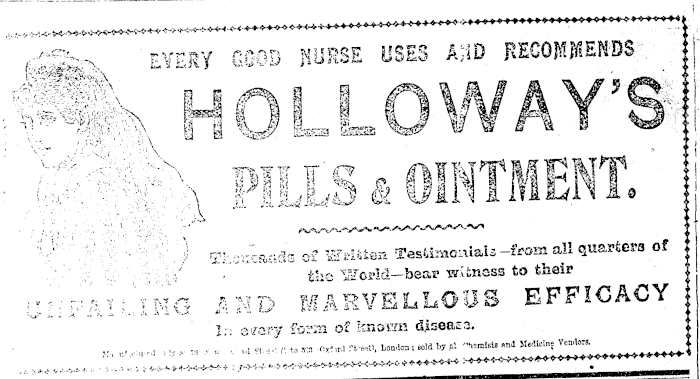 EVERY GOOD NURSE USES AND RECOMMENDS
HOLLOWAY'S
PILLS & OINTMENT.
Thousands of Written Testimonials—from all quarters of
the World—bear witness to their
UNFAILING AND MARVELLOUS EFFICACY
In every form of known disease.
Oxford Street), London; sold by all Chemists and Medicine Vendors.